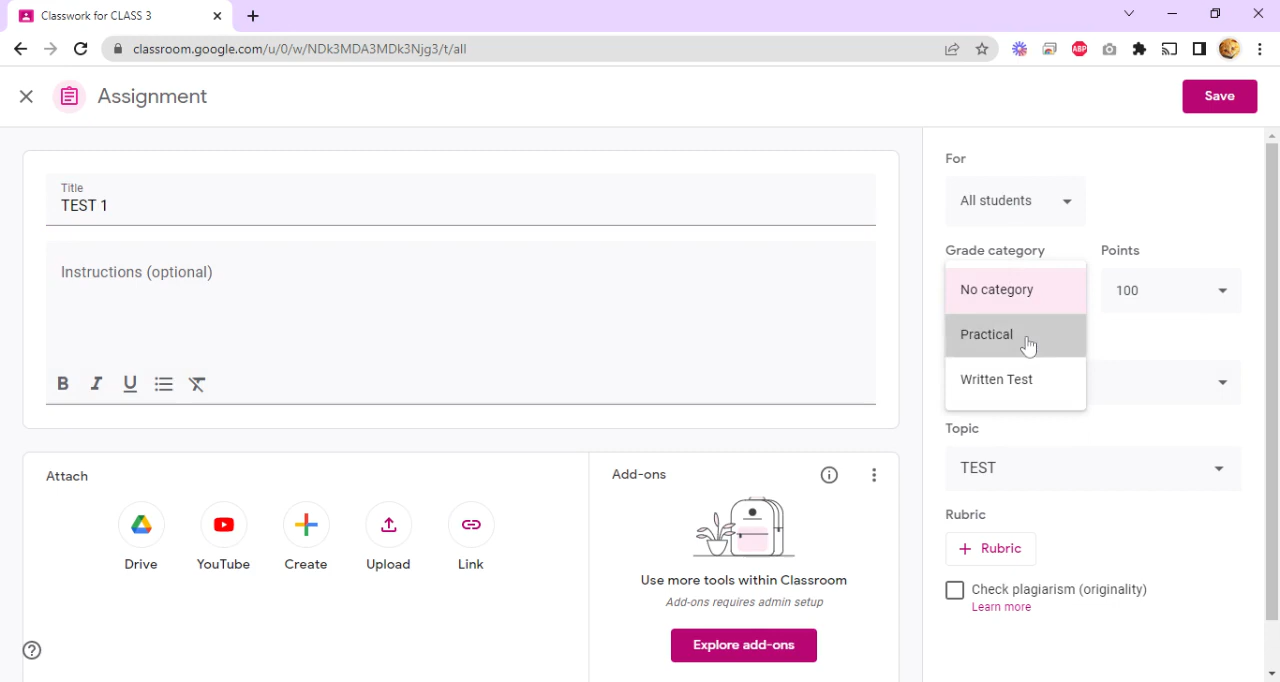 Classwork for CLASS 3
classroom.google.com/u/0/w/NDk3MDA3MDk3Njg3/t/all
ABP
Assignment
Save
Title
TEST 1
Instructions (optional)
B I U
Attach
Drive
YouTube
Create
Upload
Link
Add-ons
Use more tools within Classroom
Add-ons requires admin setup
Explore add-ons
For
All students
Grade category
Points
No category
100
Practical
Written Test
Topic
TEST
Rubric
+ Rubric
Check plagiarism (originality)
Learn more